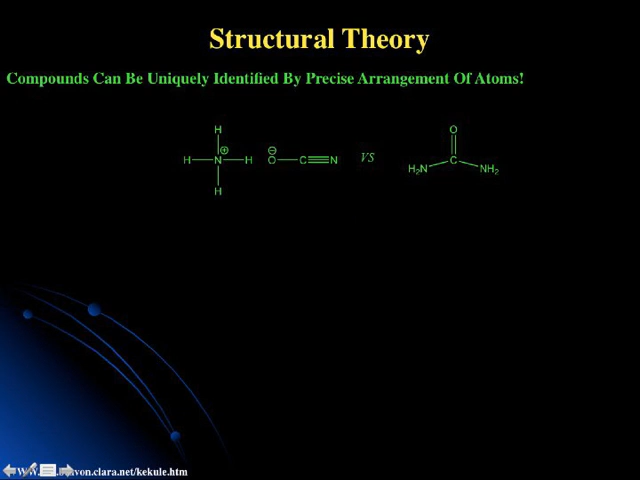 Structural Theory
Compounds Can Be Uniquely Identified By Precise Arrangement Of Atoms!
H O
H N ⊕ H ⊖ O C N VS H₂N C NH₂
H
von.clara.net/kekule.htm